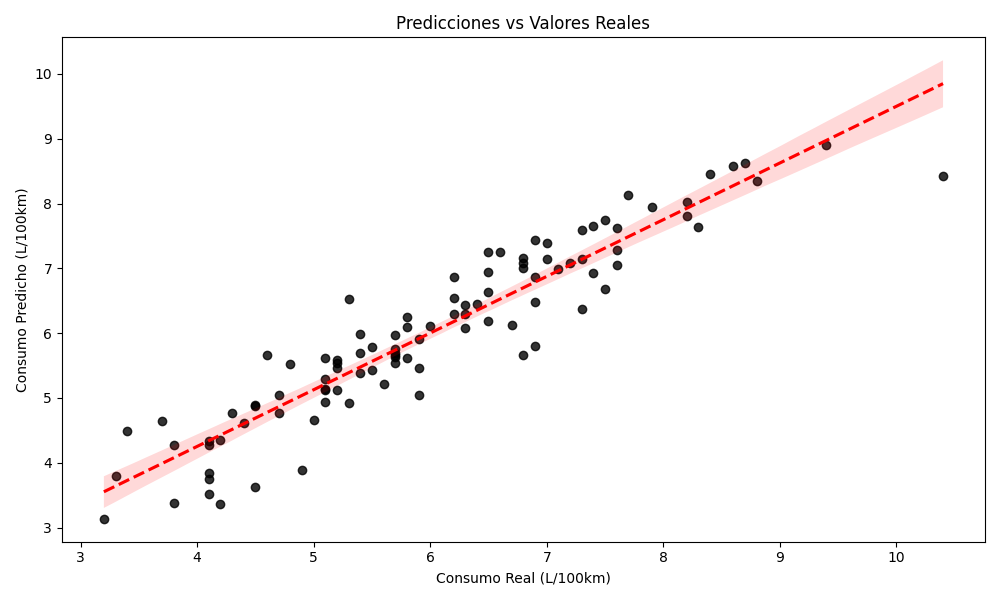 Predicciones vs Valores Reales
Consumo Predicho (L/100km)
10
9
8
7
6
5
4
3
3 4 5 6 7 8 9 10
Consumo Real (L/100km)